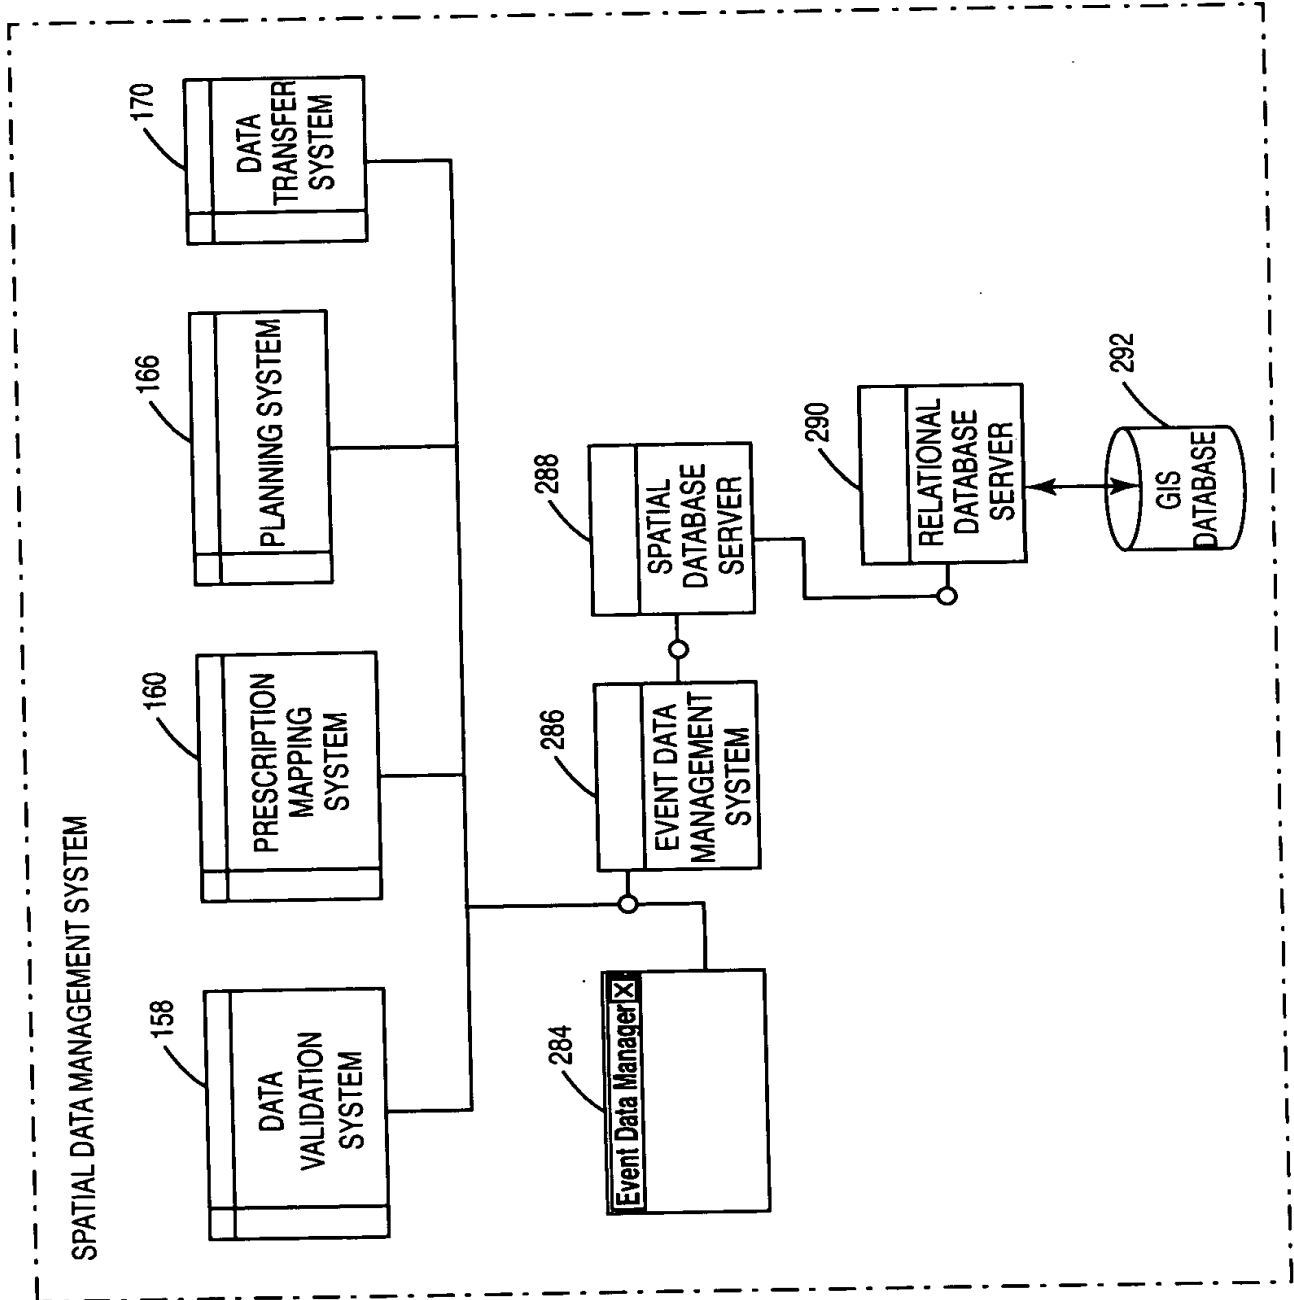 SPATIAL DATA MANAGEMENT SYSTEM
158
DATA
VALIDATION
SYSTEM
160
PRESCRIPTION
MAPPING
SYSTEM
166
PLANNING SYSTEM
170
DATA
TRANSFER
SYSTEM
284
Event Data Manager X
286
EVENT DATA
MANAGEMENT
SYSTEM
288
SPATIAL
DATABASE
SERVER
290
RELATIONAL
DATABASE
SERVER
292
GIS
DATABASE